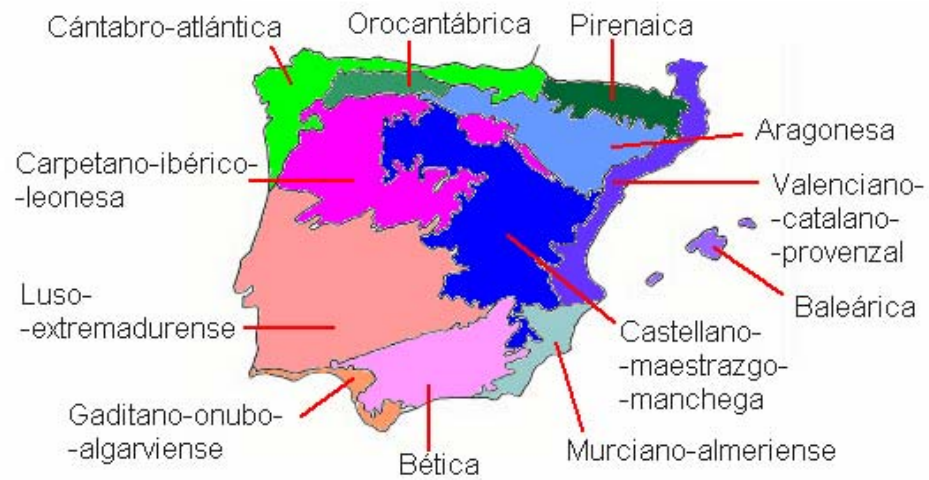 Cántabro-atlántica
Orocantábrica
Pirenaica
Aragonesa
Carpetano-ibérico-
-leonesa
Valenciano-
-catalano-
-provenzal
Luso-
-extremadurense
Baleárica
Castellano-
-maestrazgo-
-manchega
Gaditano-onubo-
-algarviense
Bética
Murciano-almeriense